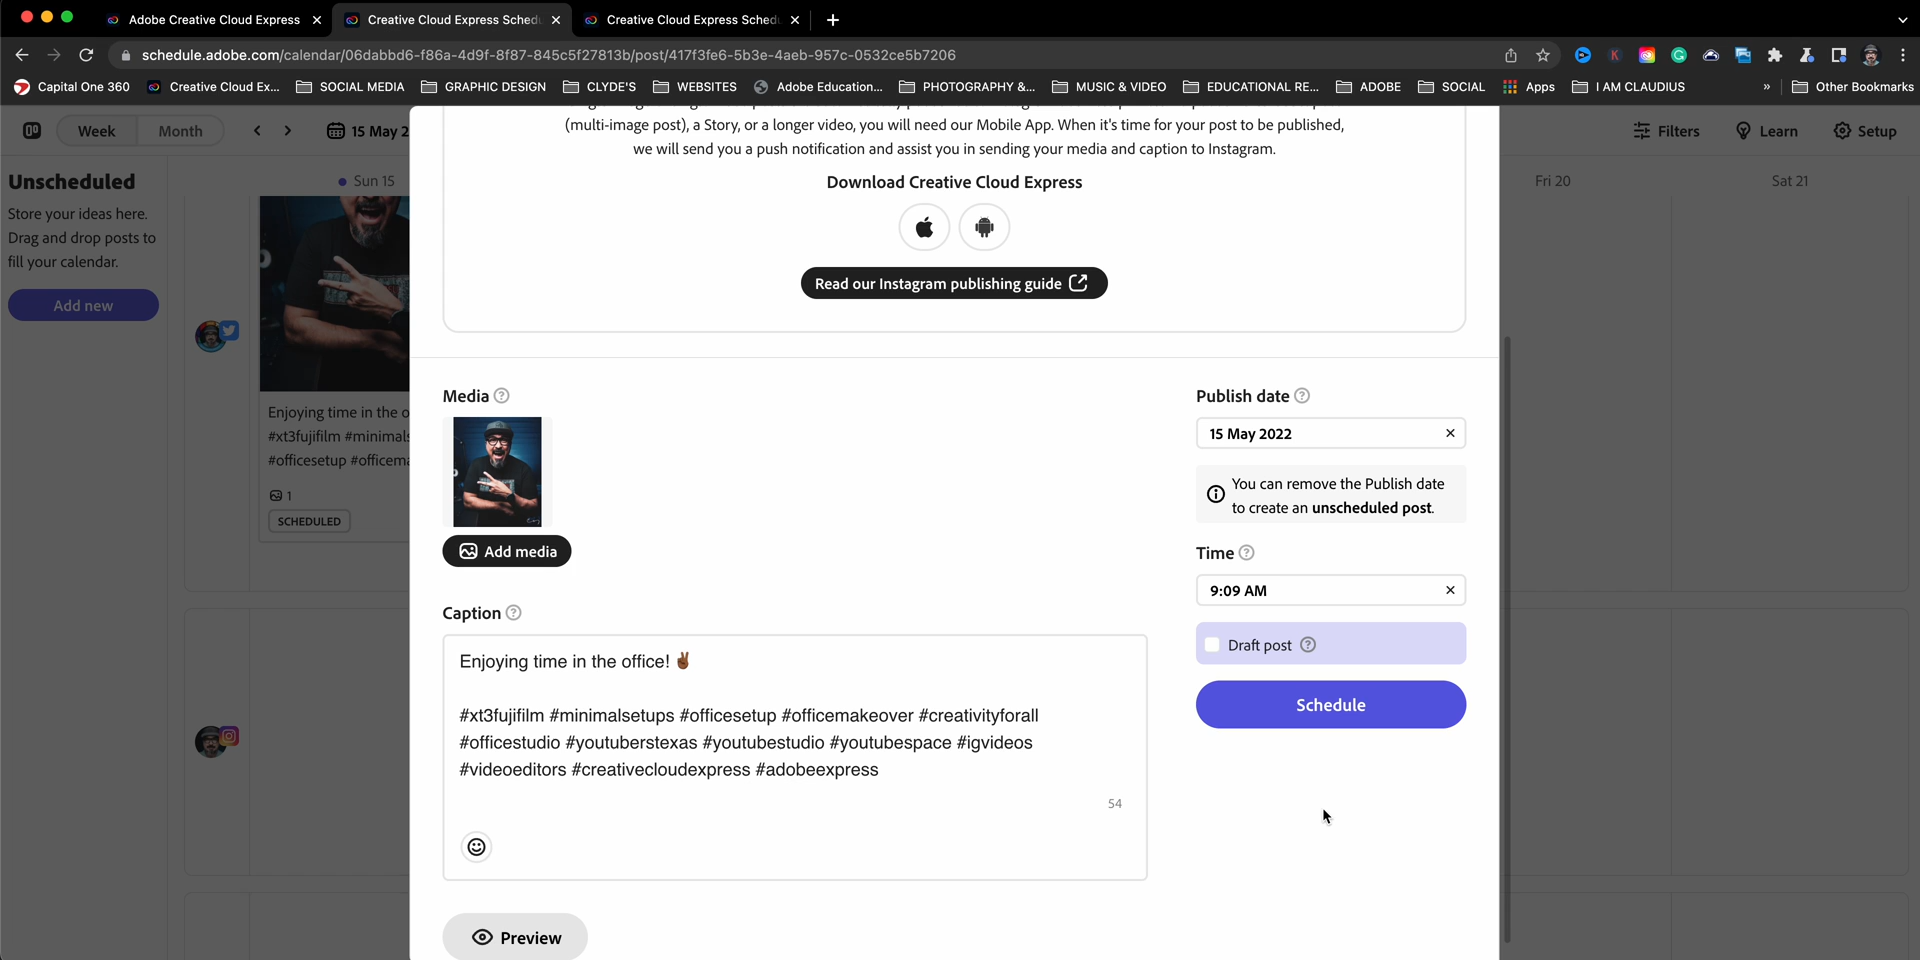 Adobe Creative Cloud Express
Creative Cloud Express Sched
Creative Cloud Express Sched
schedule.adobe.com/calendar/06dabbd6-f86a-4d9f-8f87-845c5f27813b/post/417f3fe6-5b3e-4aeb-957c-0532ce5b7206
Capital One 360
Creative Cloud Ex...
SOCIAL MEDIA
GRAPHIC DESIGN
CLYDE'S
WEBSITES
Adobe Education...
PHOTOGRAPHY &...
MUSIC & VIDEO
EDUCATIONAL RE...
ADOBE
SOCIAL
Apps
I AM CLAUDIUS
»
Other Bookmarks
Week
Month
15 May 2
Filters
Learn
Setup
Unscheduled
Store your ideas here.
Drag and drop posts to
fill your calendar.
Add new
Sun 15
Fri 20
Sat 21
Enjoying time in the o
#xt3fujifilm #minimals
#officesetup #officema
1
SCHEDULED
(multi-image post), a Story, or a longer video, you will need our Mobile App. When it's time for your post to be published,
we will send you a push notification and assist you in sending your media and caption to Instagram.
Download Creative Cloud Express
Read our Instagram publishing guide
Media
Add media
Caption
Enjoying time in the office! ✌🏾
#xt3fujifilm #minimalsetups #officesetup #officemakeover #creativityforall
#officestudio #youtuberstexas #youtubestudio #youtubespace #igvideos
#videoeditors #creativecloudexpress #adobeexpress
54
Preview
Publish date
15 May 2022
You can remove the Publish date
to create an unscheduled post.
Time
9:09 AM
Draft post
Schedule